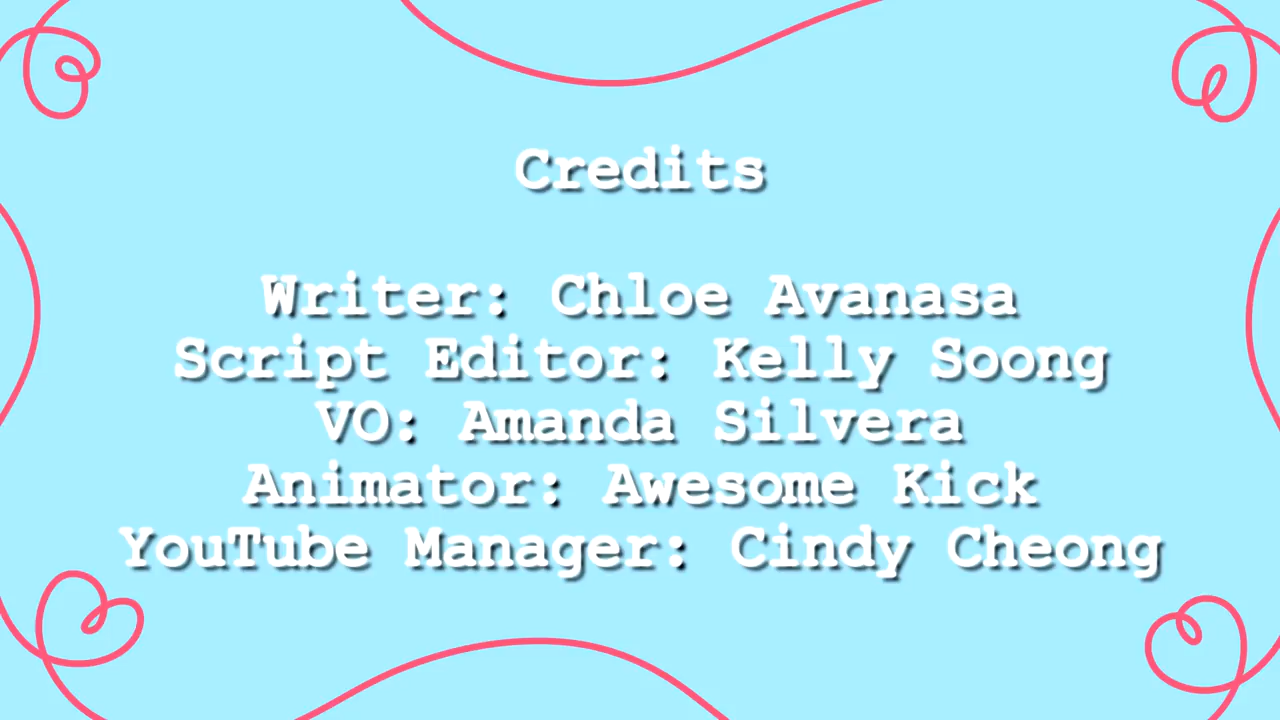 Credits
Writer: Chloe Avanasa
Script Editor: Kelly Soong
VO: Amanda Silvera
Animator: Awesome Kick
YouTube Manager: Cindy Cheong